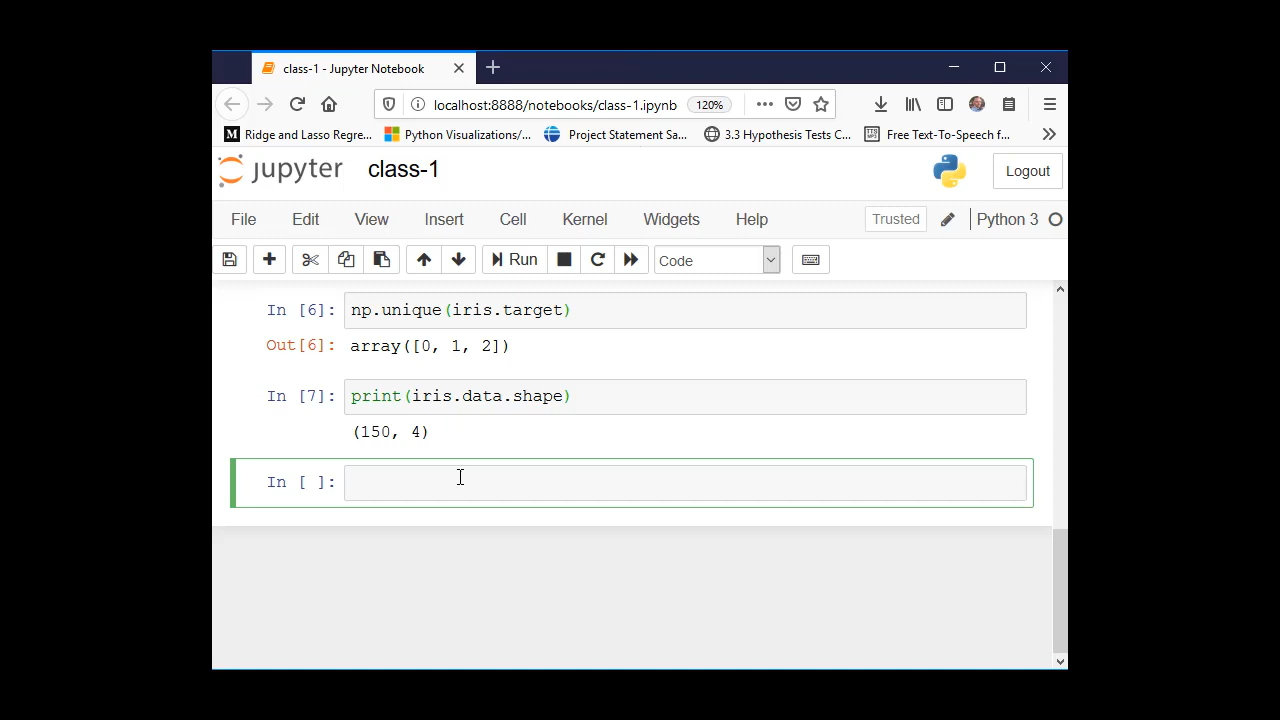 class-1 - Jupyter Notebook
localhost:8888/notebooks/class-1.ipynb 120%
M Ridge and Lasso Regre... Python Visualizations/... Project Statement Sa... 3.3 Hypothesis Tests C... TTS MP3 Free Text-To-Speech f...
jupyter class-1 Logout
File Edit View Insert Cell Kernel Widgets Help Trusted Python 3
Run Code
In [6]: np.unique(iris.target)
Out[6]: array([0, 1, 2])
In [7]: print(iris.data.shape)
(150, 4)
In [ ]: